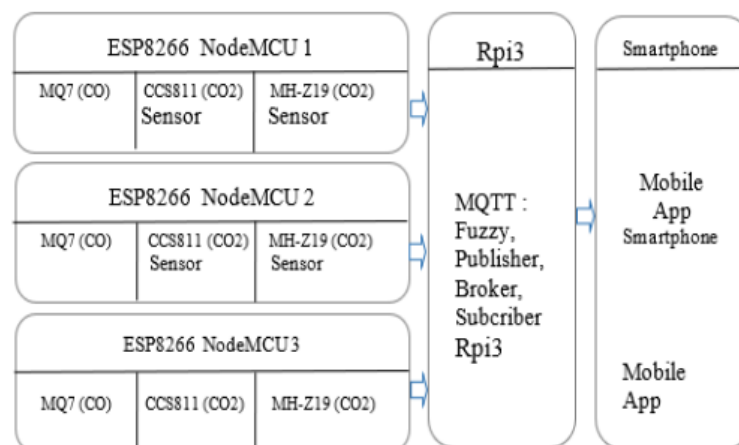 ESP8266 NodeMCU 1
MQ7 (CO) CCS811 (CO2) MH-Z19 (CO2)
Sensor Sensor
ESP8266 NodeMCU 2
MQ7 (CO) CCS811 (CO2) MH-Z19 (CO2)
Sensor Sensor
ESP8266 NodeMCU3
MQ7 (CO) CCS811 (CO2) MH-Z19 (CO2)
Rpi3
MQTT :
Fuzzy,
Publisher,
Broker,
Subcriber
Rpi3
Smartphone
Mobile
App
Smartphone
Mobile
App